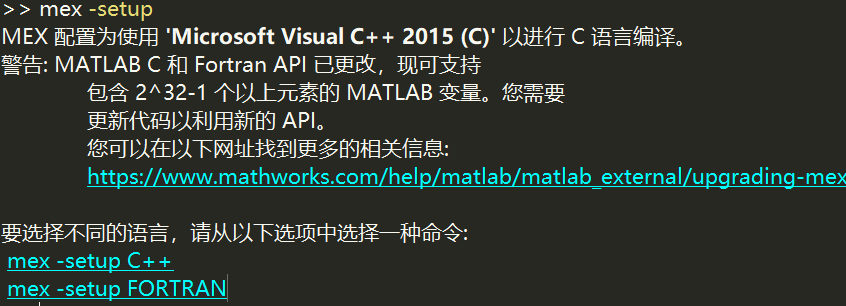 >> mex -setup
MEX 配置为使用 'Microsoft Visual C++ 2015 (C)' 以进行 C 语言编译。
警告: MATLAB C 和 Fortran API 已更改，现可支持
包含 2^32-1 个以上元素的 MATLAB 变量。您需要
更新代码以利用新的 API。
您可以在以下网址找到更多的相关信息:
https://www.mathworks.com/help/matlab/matlab_external/upgrading-mex
要选择不同的语言，请从以下选项中选择一种命令:
mex -setup C++
mex -setup FORTRAN